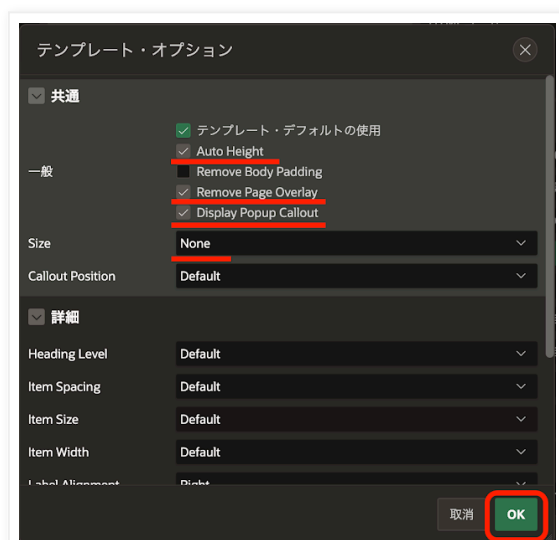 テンプレート・オプション
共通
一般
テンプレート・デフォルトの使用
Auto Height
Remove Body Padding
Remove Page Overlay
Display Popup Callout
Size None
Callout Position Default
詳細
Heading Level Default
Item Spacing Default
Item Size Default
Item Width Default
Label Alignment Right
取消 OK